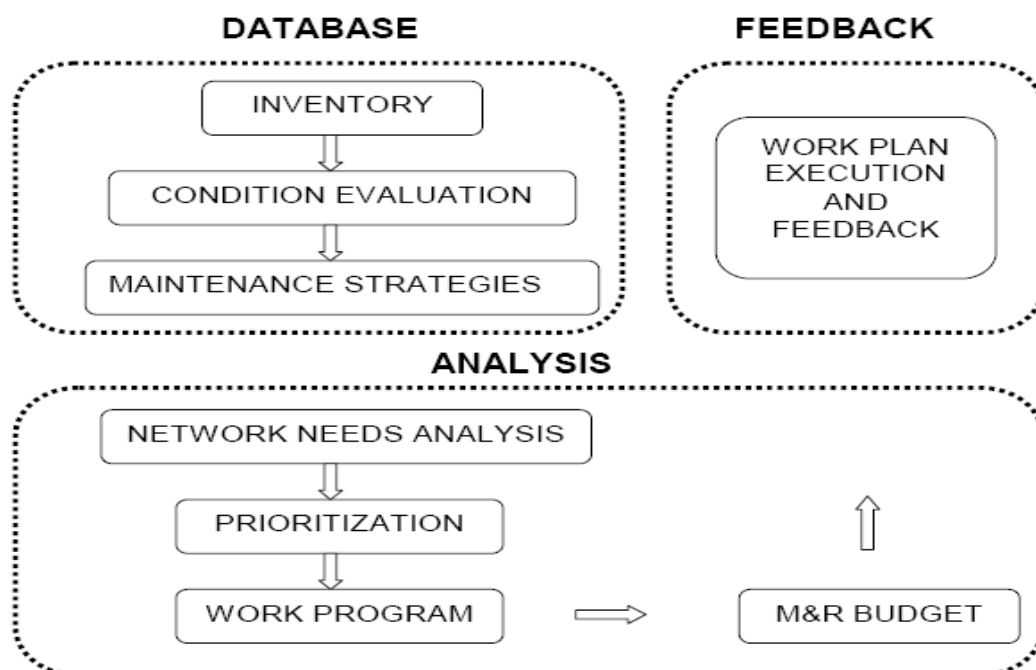 DATABASE
INVENTORY
CONDITION EVALUATION
MAINTENANCE STRATEGIES
FEEDBACK
WORK PLAN
EXECUTION
AND
FEEDBACK
ANALYSIS
NETWORK NEEDS ANALYSIS
PRIORITIZATION
WORK PROGRAM
M&R BUDGET